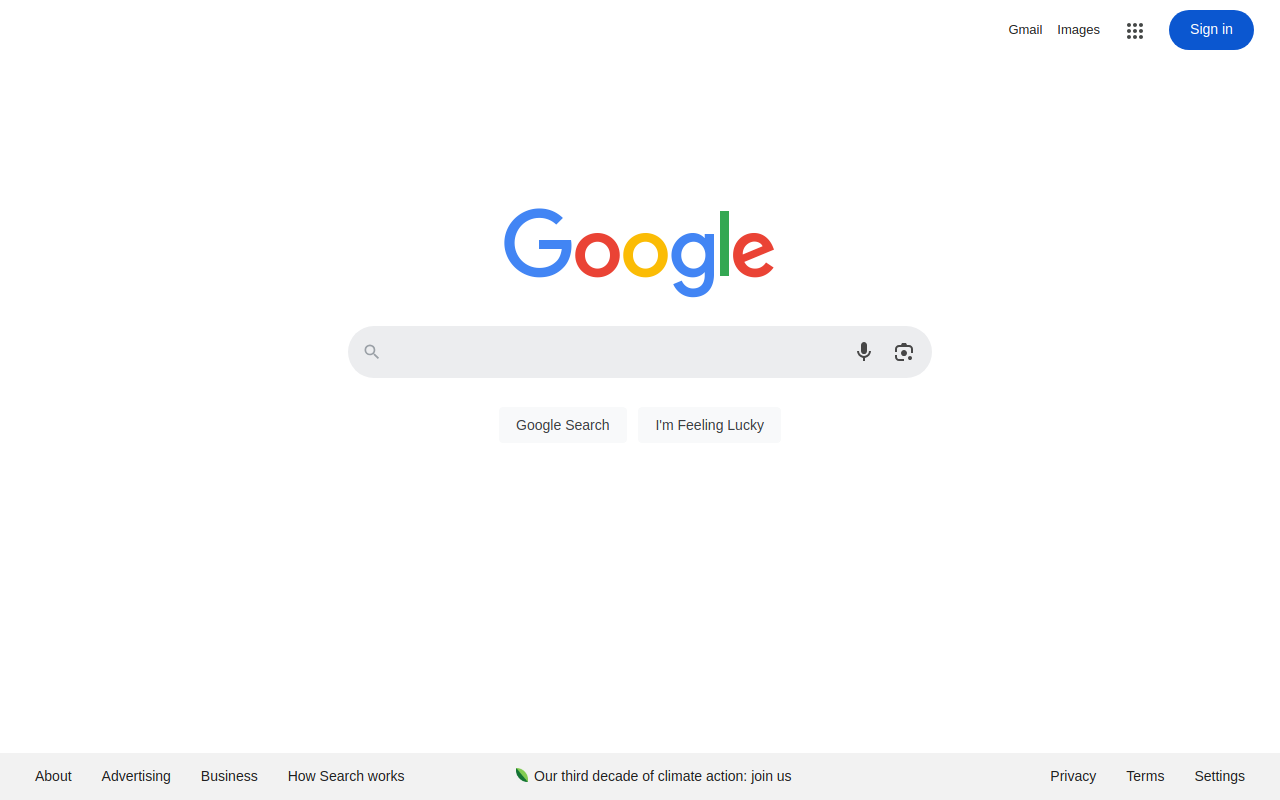 Gmail Images Sign in
Google
Google Search I'm Feeling Lucky
About Advertising Business How Search works Our third decade of climate action: join us Privacy Terms Settings